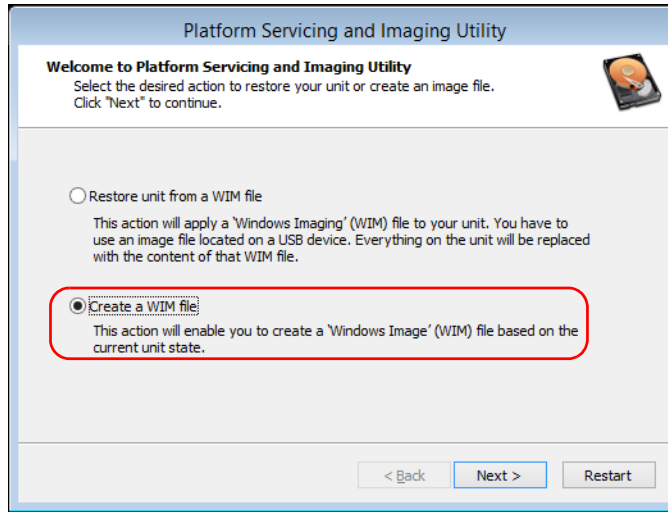 Platform Servicing and Imaging Utility
Welcome to Platform Servicing and Imaging Utility
Select the desired action to restore your unit or create an image file.
Click "Next" to continue.
Restore unit from a WIM file
This action will apply a 'Windows Imaging' (WIM) file to your unit. You have to
use an image file located on a USB device. Everything on the unit will be replaced
with the content of that WIM file.
Create a WIM file
This action will enable you to create a 'Windows Image' (WIM) file based on the
current unit state.
< Back
Next >
Restart